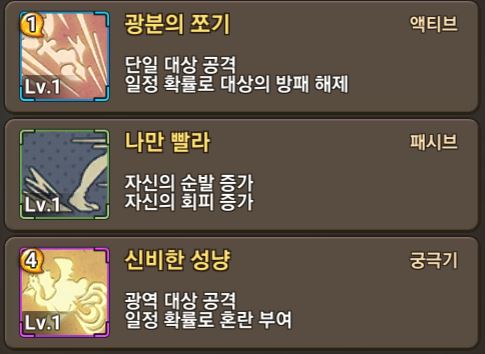 1
광분의 쪼기
액티브
단일 대상 공격
일정 확률로 대상의 방패 해제
Lv.1
나만 빨라
패시브
자신의 순발 증가
자신의 회피 증가
Lv.1
4
신비한 성냥
궁극기
광역 대상 공격
일정 확률로 혼란 부여
Lv.1